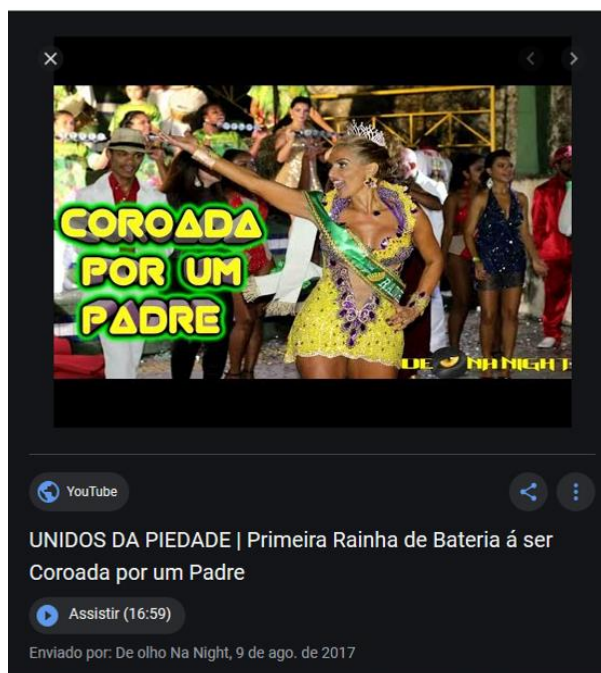 COROADA
POR UM
PADRE
DE NA NIGHT
YouTube
UNIDOS DA PIEDADE | Primeira Rainha de Bateria á ser
Coroada por um Padre
Assistir (16:59)
Enviado por: De olho Na Night, 9 de ago. de 2017